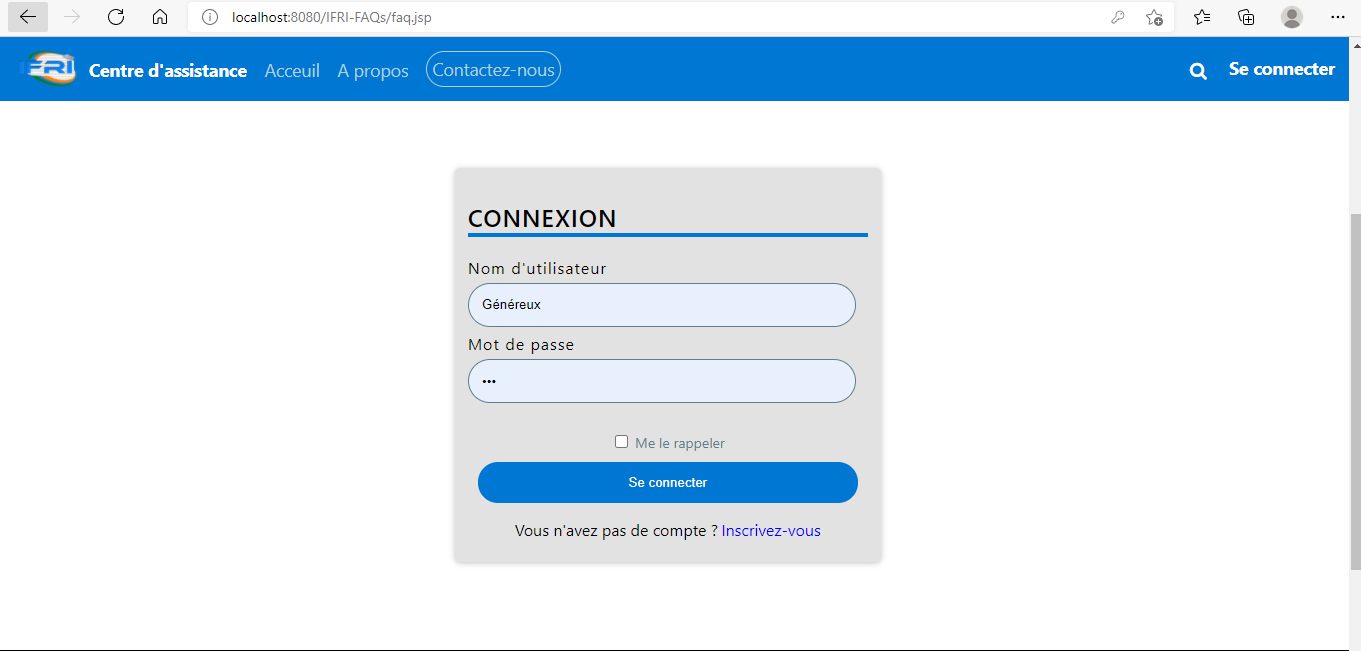 localhost:8080/IFRI-FAQs/faq.jsp
Centre d'assistance Acceuil A propos Contactez-nous Se connecter
CONNEXION
Nom d'utilisateur
Généreux
Mot de passe
•••
Me le rappeler
Se connecter
Vous n'avez pas de compte ? Inscrivez-vous